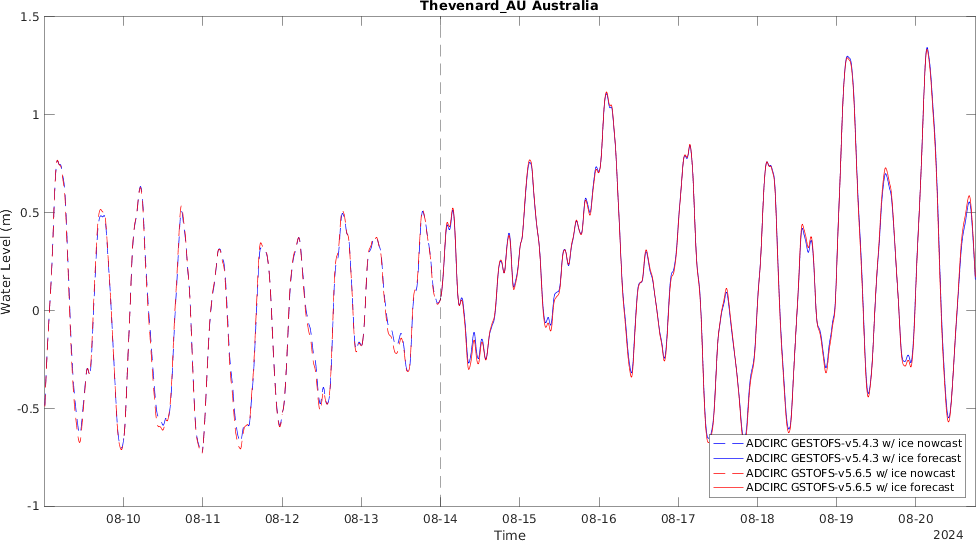 Thevenard_AU Australia
1.5
1
0.5
0
-0.5
-1
Water Level (m)
08-10 08-11 08-12 08-13 08-14 08-15 08-16 08-17 08-18 08-19 08-20
Time
2024
ADCIRC GESTOFS-v5.4.3 w/ ice nowcast
ADCIRC GESTOFS-v5.4.3 w/ ice forecast
ADCIRC GSTOFS-v5.6.5 w/ ice nowcast
ADCIRC GSTOFS-v5.6.5 w/ ice forecast